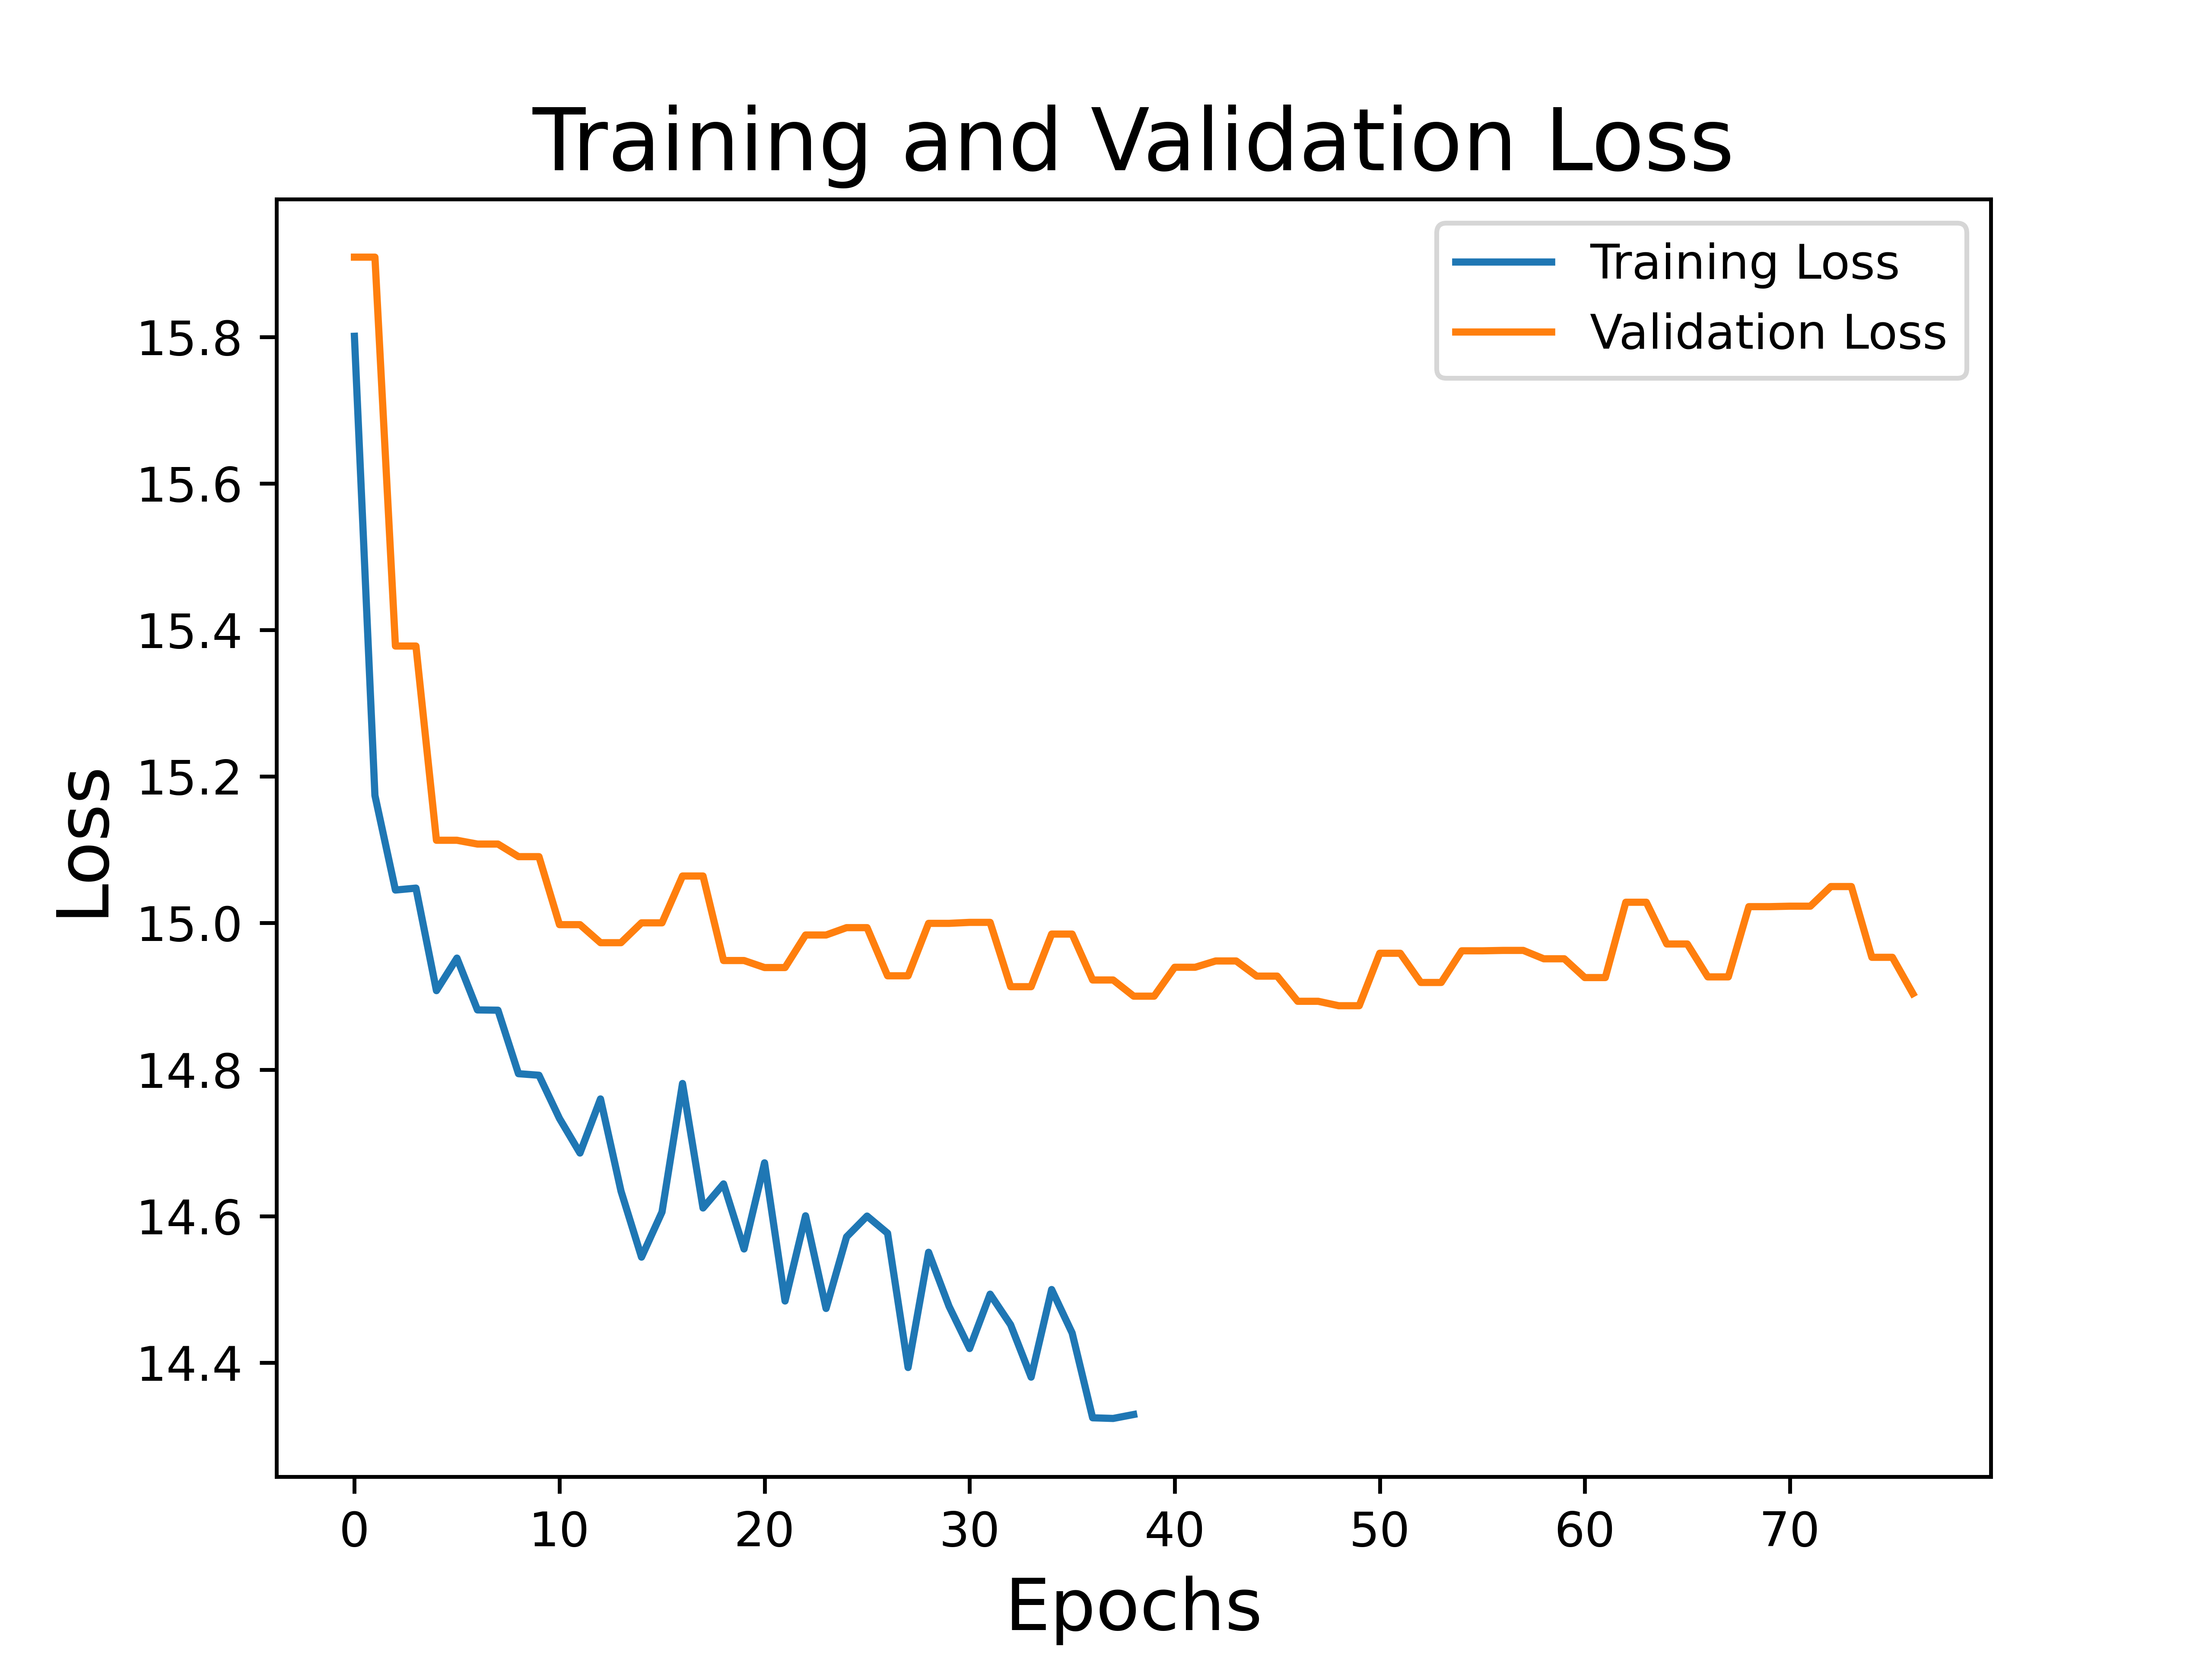 Training and Validation Loss
Training Loss
Validation Loss
15.8
15.6
15.4
15.2
15.0
14.8
14.6
14.4
Loss
0 10 20 30 40 50 60 70
Epochs